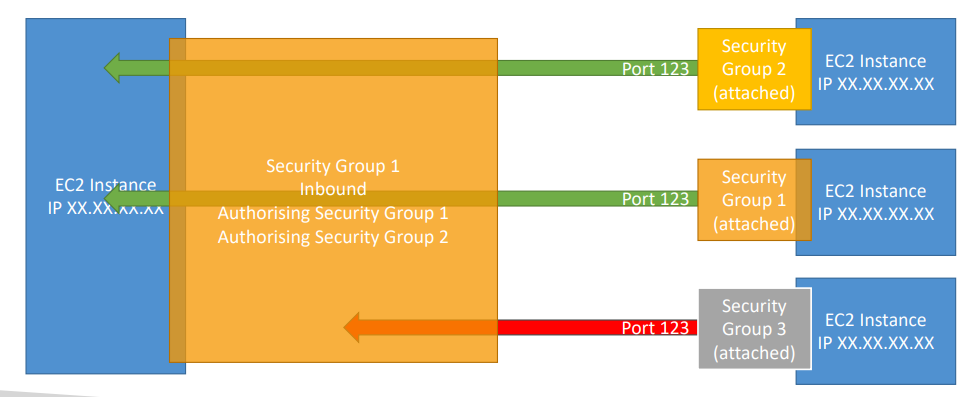 EC2 Instance
IP XX.XX.XX.XX
Security Group 1
Inbound
Authorising Security Group 1
Authorising Security Group 2
Port 123
Security
Group 2
(attached)
EC2 Instance
IP XX.XX.XX.XX
Port 123
Security
Group 1
(attached)
EC2 Instance
IP XX.XX.XX.XX
Port 123
Security
Group 3
(attached)
EC2 Instance
IP XX.XX.XX.XX